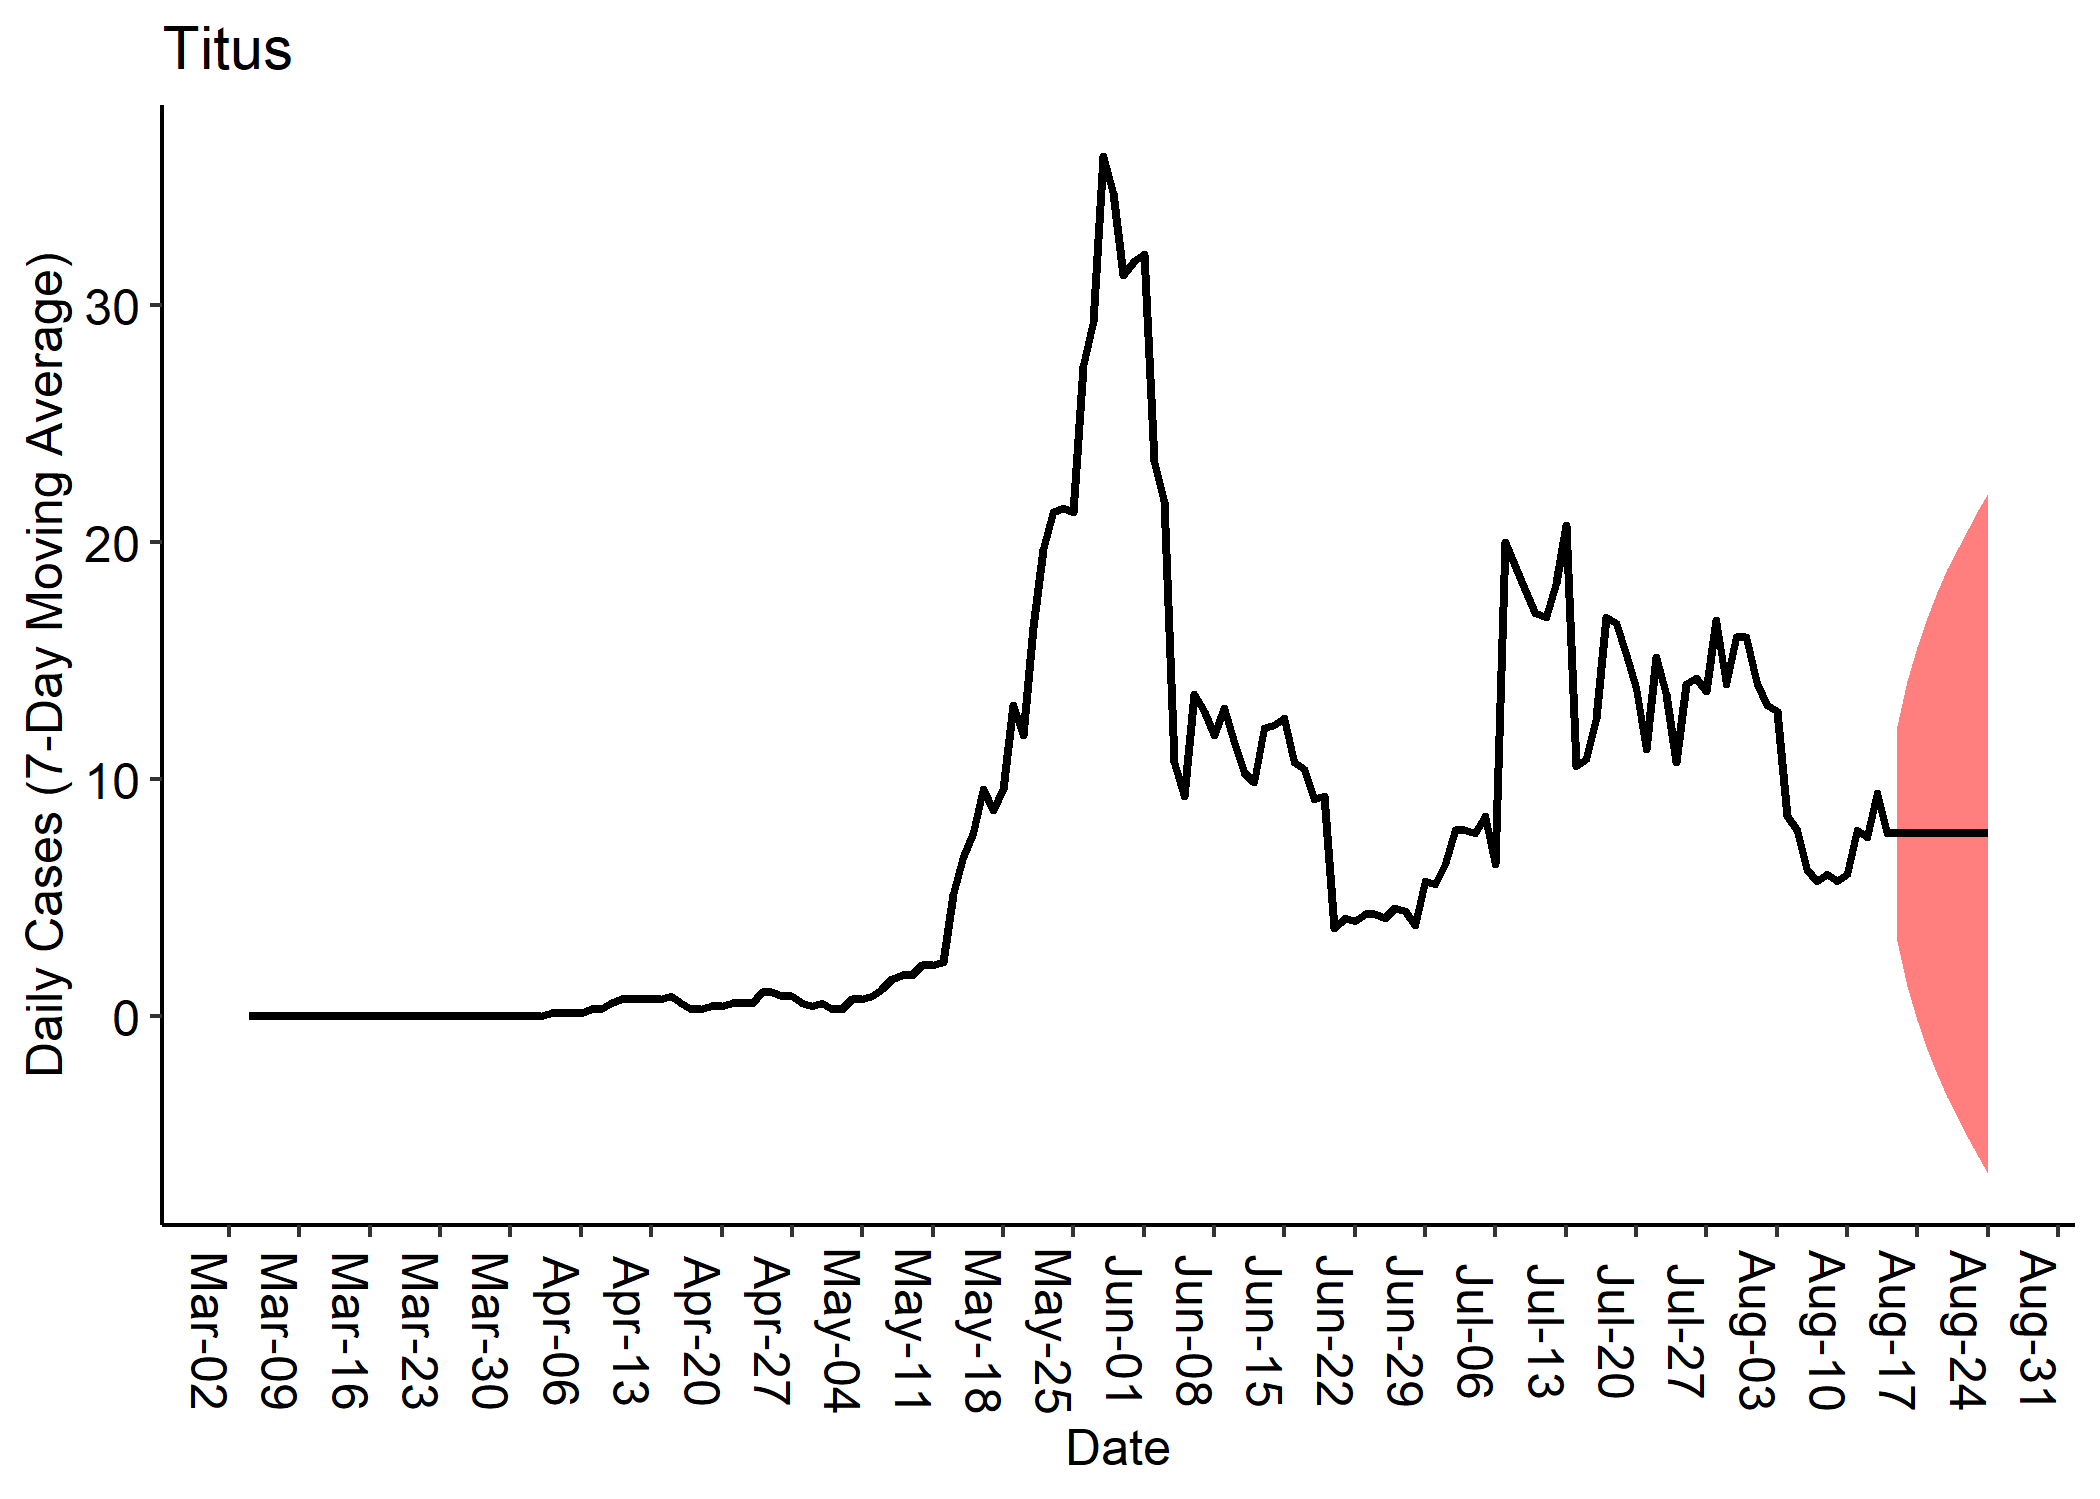 Titus
Daily Cases (7-Day Moving Average)
30
20
10
0
Mar-02
Mar-09
Mar-16
Mar-23
Mar-30
Apr-06
Apr-13
Apr-20
Apr-27
May-04
May-11
May-18
May-25
Jun-01
Jun-08
Jun-15
Jun-22
Jun-29
Jul-06
Jul-13
Jul-20
Jul-27
Aug-03
Aug-10
Aug-17
Aug-24
Aug-31
Date